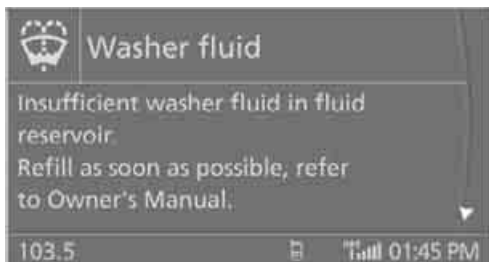 Washer fluid
Insufficient washer fluid in fluid
reservoir.
Refill as soon as possible, refer
to Owner's Manual.
103.5 01:45 PM